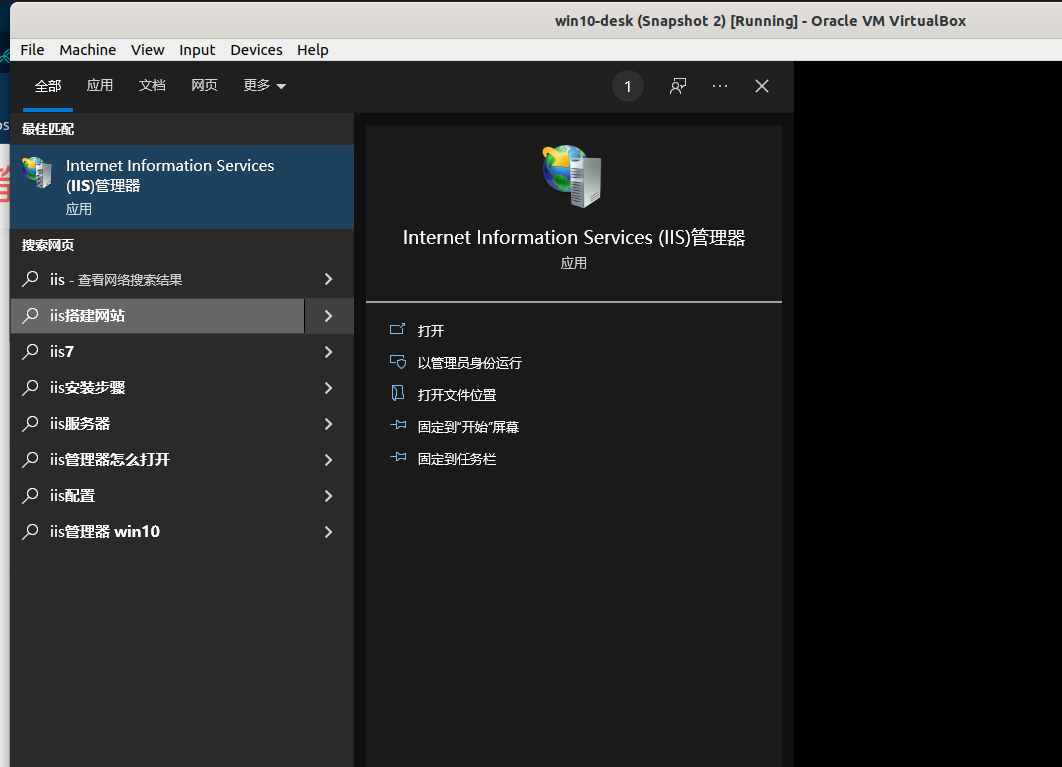 win10-desk (Snapshot 2) [Running] - Oracle VM VirtualBox
File Machine View Input Devices Help
全部 应用 文档 网页 更多
1
最佳匹配
Internet Information Services
(IIS)管理器
应用
搜索网页
iis - 查看网络搜索结果
iis搭建网站
iis7
iis安装步骤
iis服务器
iis管理器怎么打开
iis配置
iis管理器 win10
Internet Information Services (IIS)管理器
应用
打开
以管理员身份运行
打开文件位置
固定到"开始"屏幕
固定到任务栏